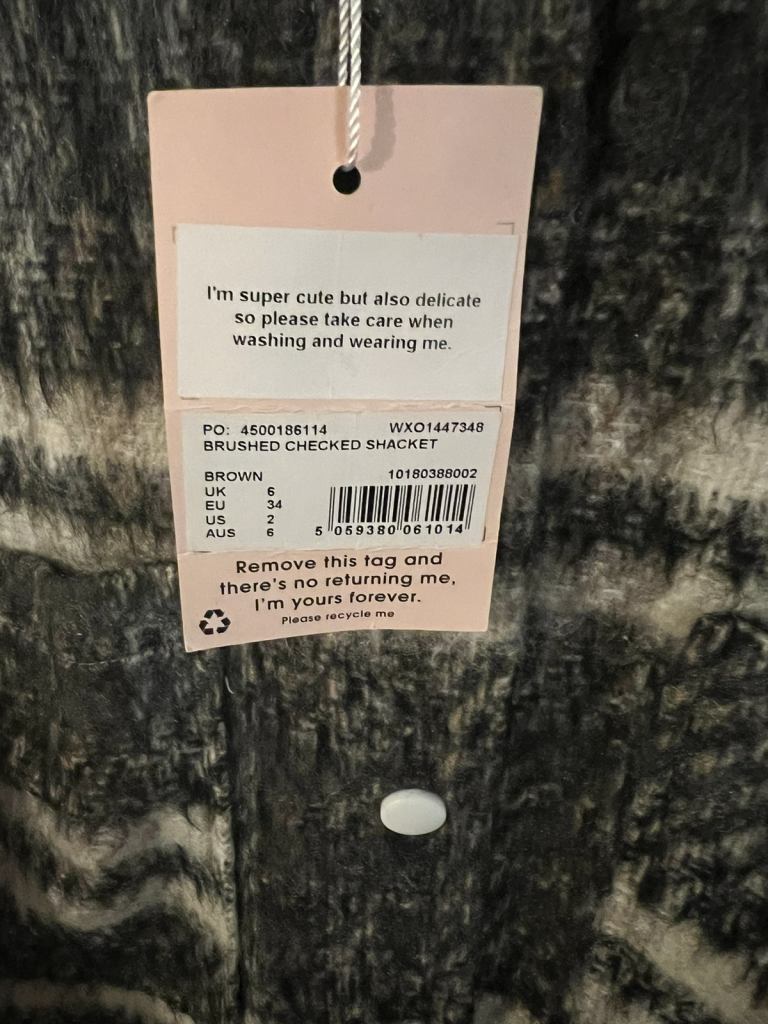 I'm super cute but also delicate
so please take care when
washing and wearing me.
PO: 4500186114 WXO1447348
BRUSHED CHECKED SHACKET
BROWN 10180388002
UK 6
EU 34
US 2
AUS 6
5 059380 061014
Remove this tag and
there's no returning me,
I'm yours forever.
Please recycle me